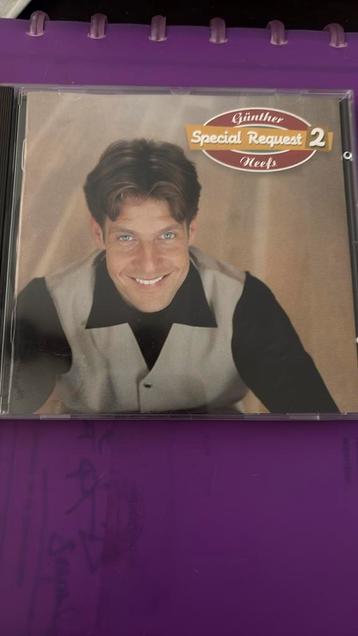 Günther
Special Request 2
Neefs